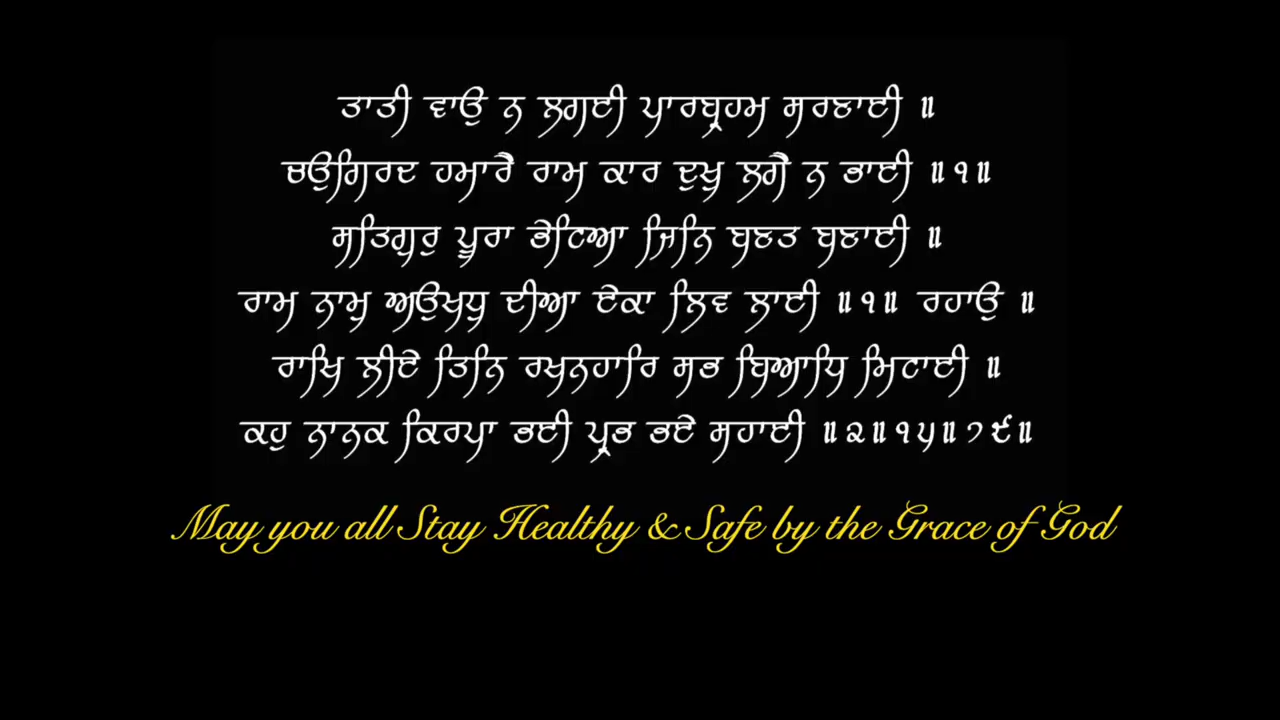 ਤਾਤੀ ਵਾਉ ਨ ਲਗਈ ਪਾਰਬ੍ਰਹਮ ਸਰਣਾਈ ॥
ਚਉਗਿਰਦ ਹਮਾਰੈ ਰਾਮ ਕਾਰ ਦੁਖੁ ਲਗੈ ਨ ਭਾਈ ॥੧॥
ਸਤਿਗੁਰੁ ਪੂਰਾ ਭੇਟਿਆ ਜਿਨਿ ਬਣਤ ਬਣਾਈ ॥
ਰਾਮ ਨਾਮੁ ਅਉਖਧੁ ਦੀਆ ਏਕਾ ਲਿਵ ਲਾਈ ॥੧॥ ਰਹਾਉ ॥
ਰਾਖਿ ਲੀਏ ਤਿਨਿ ਰਖਨਹਾਰਿ ਸਭ ਬਿਆਧਿ ਮਿਟਾਈ ॥
ਕਹੁ ਨਾਨਕ ਕਿਰਪਾ ਭਈ ਪ੍ਰਭ ਭਏ ਸਹਾਈ ॥੨॥੧੫॥੭੯॥
May you all Stay Healthy & Safe by the Grace of God